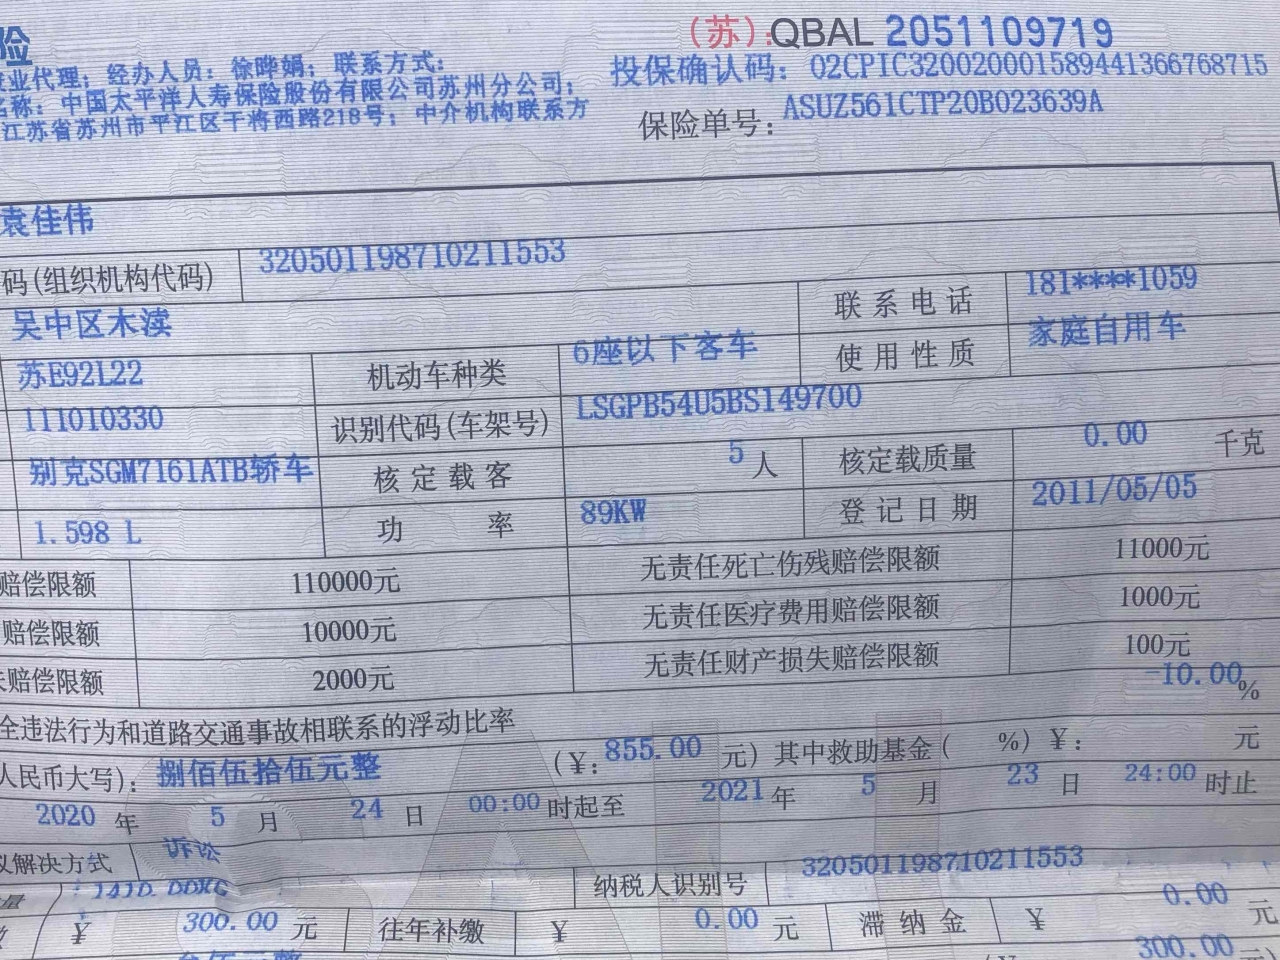 险
(苏):QBAL 2051109719
业代理; 经办人员: 徐晔娟; 联系方式:
投保确认码: 02CPIC320020001589441366768715
名称: 中国太平洋人寿保险股份有限公司苏州分公司;
江苏省苏州市平江区干将西路218号; 中介机构联系方
保险单号: ASUZ561CTP20B023639A
袁佳伟
码(组织机构代码) 320501198710211553
吴中区木渎 联系电话 181****1059
苏E92L22 机动车种类 6座以下客车 使用性质 家庭自用车
111010330 识别代码(车架号) LSGPB54U5BS149700
别克SGM7161ATB轿车 核定载客 5 人 核定载质量 0.00 千克
1.598 L 功率 89KW 登记日期 2011/05/05
赔偿限额 110000元 无责任死亡伤残赔偿限额 11000元
赔偿限额 10000元 无责任医疗费用赔偿限额 1000元
赔偿限额 2000元 无责任财产损失赔偿限额 100元
全违法行为和道路交通事故相联系的浮动比率 -10.00%
人民币大写): 捌佰伍拾伍元整 (¥: 855.00 元) 其中救助基金( %) ¥: 元
2020 年 5 月 24 日 00:00 时起至 2021 年 5 月 23 日 24:00 时止
议解决方式 诉讼
量 纳税人识别号 320501198710211553
¥ 300.00 元 往年补缴 ¥ 0.00 元 滞纳金 ¥ 0.00 元
300.00 元)